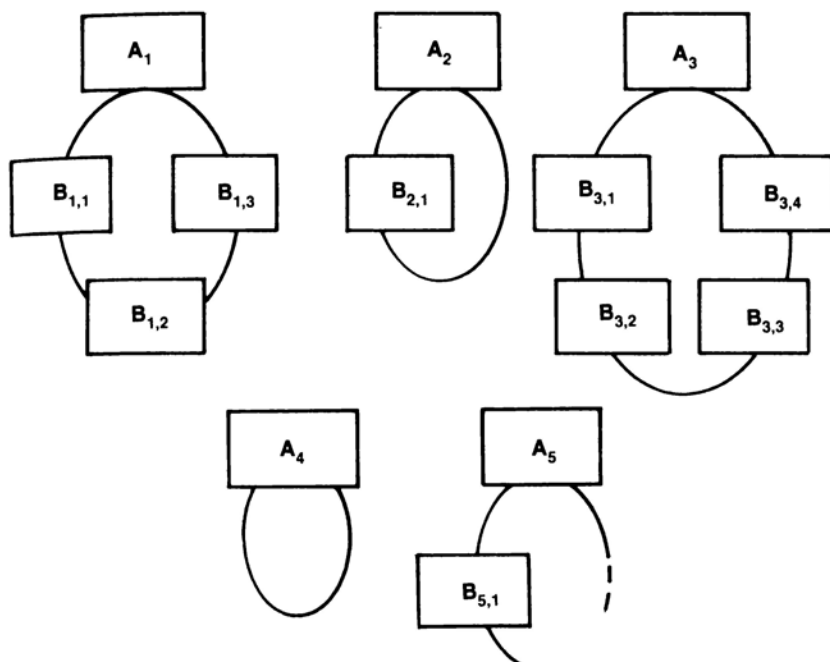 A₁
A₂
A₃
B₁,₁
B₁,₃
B₂,₁
B₃,₁
B₃,₄
B₁,₂
B₃,₂
B₃,₃
A₄
A₅
B₅,₁